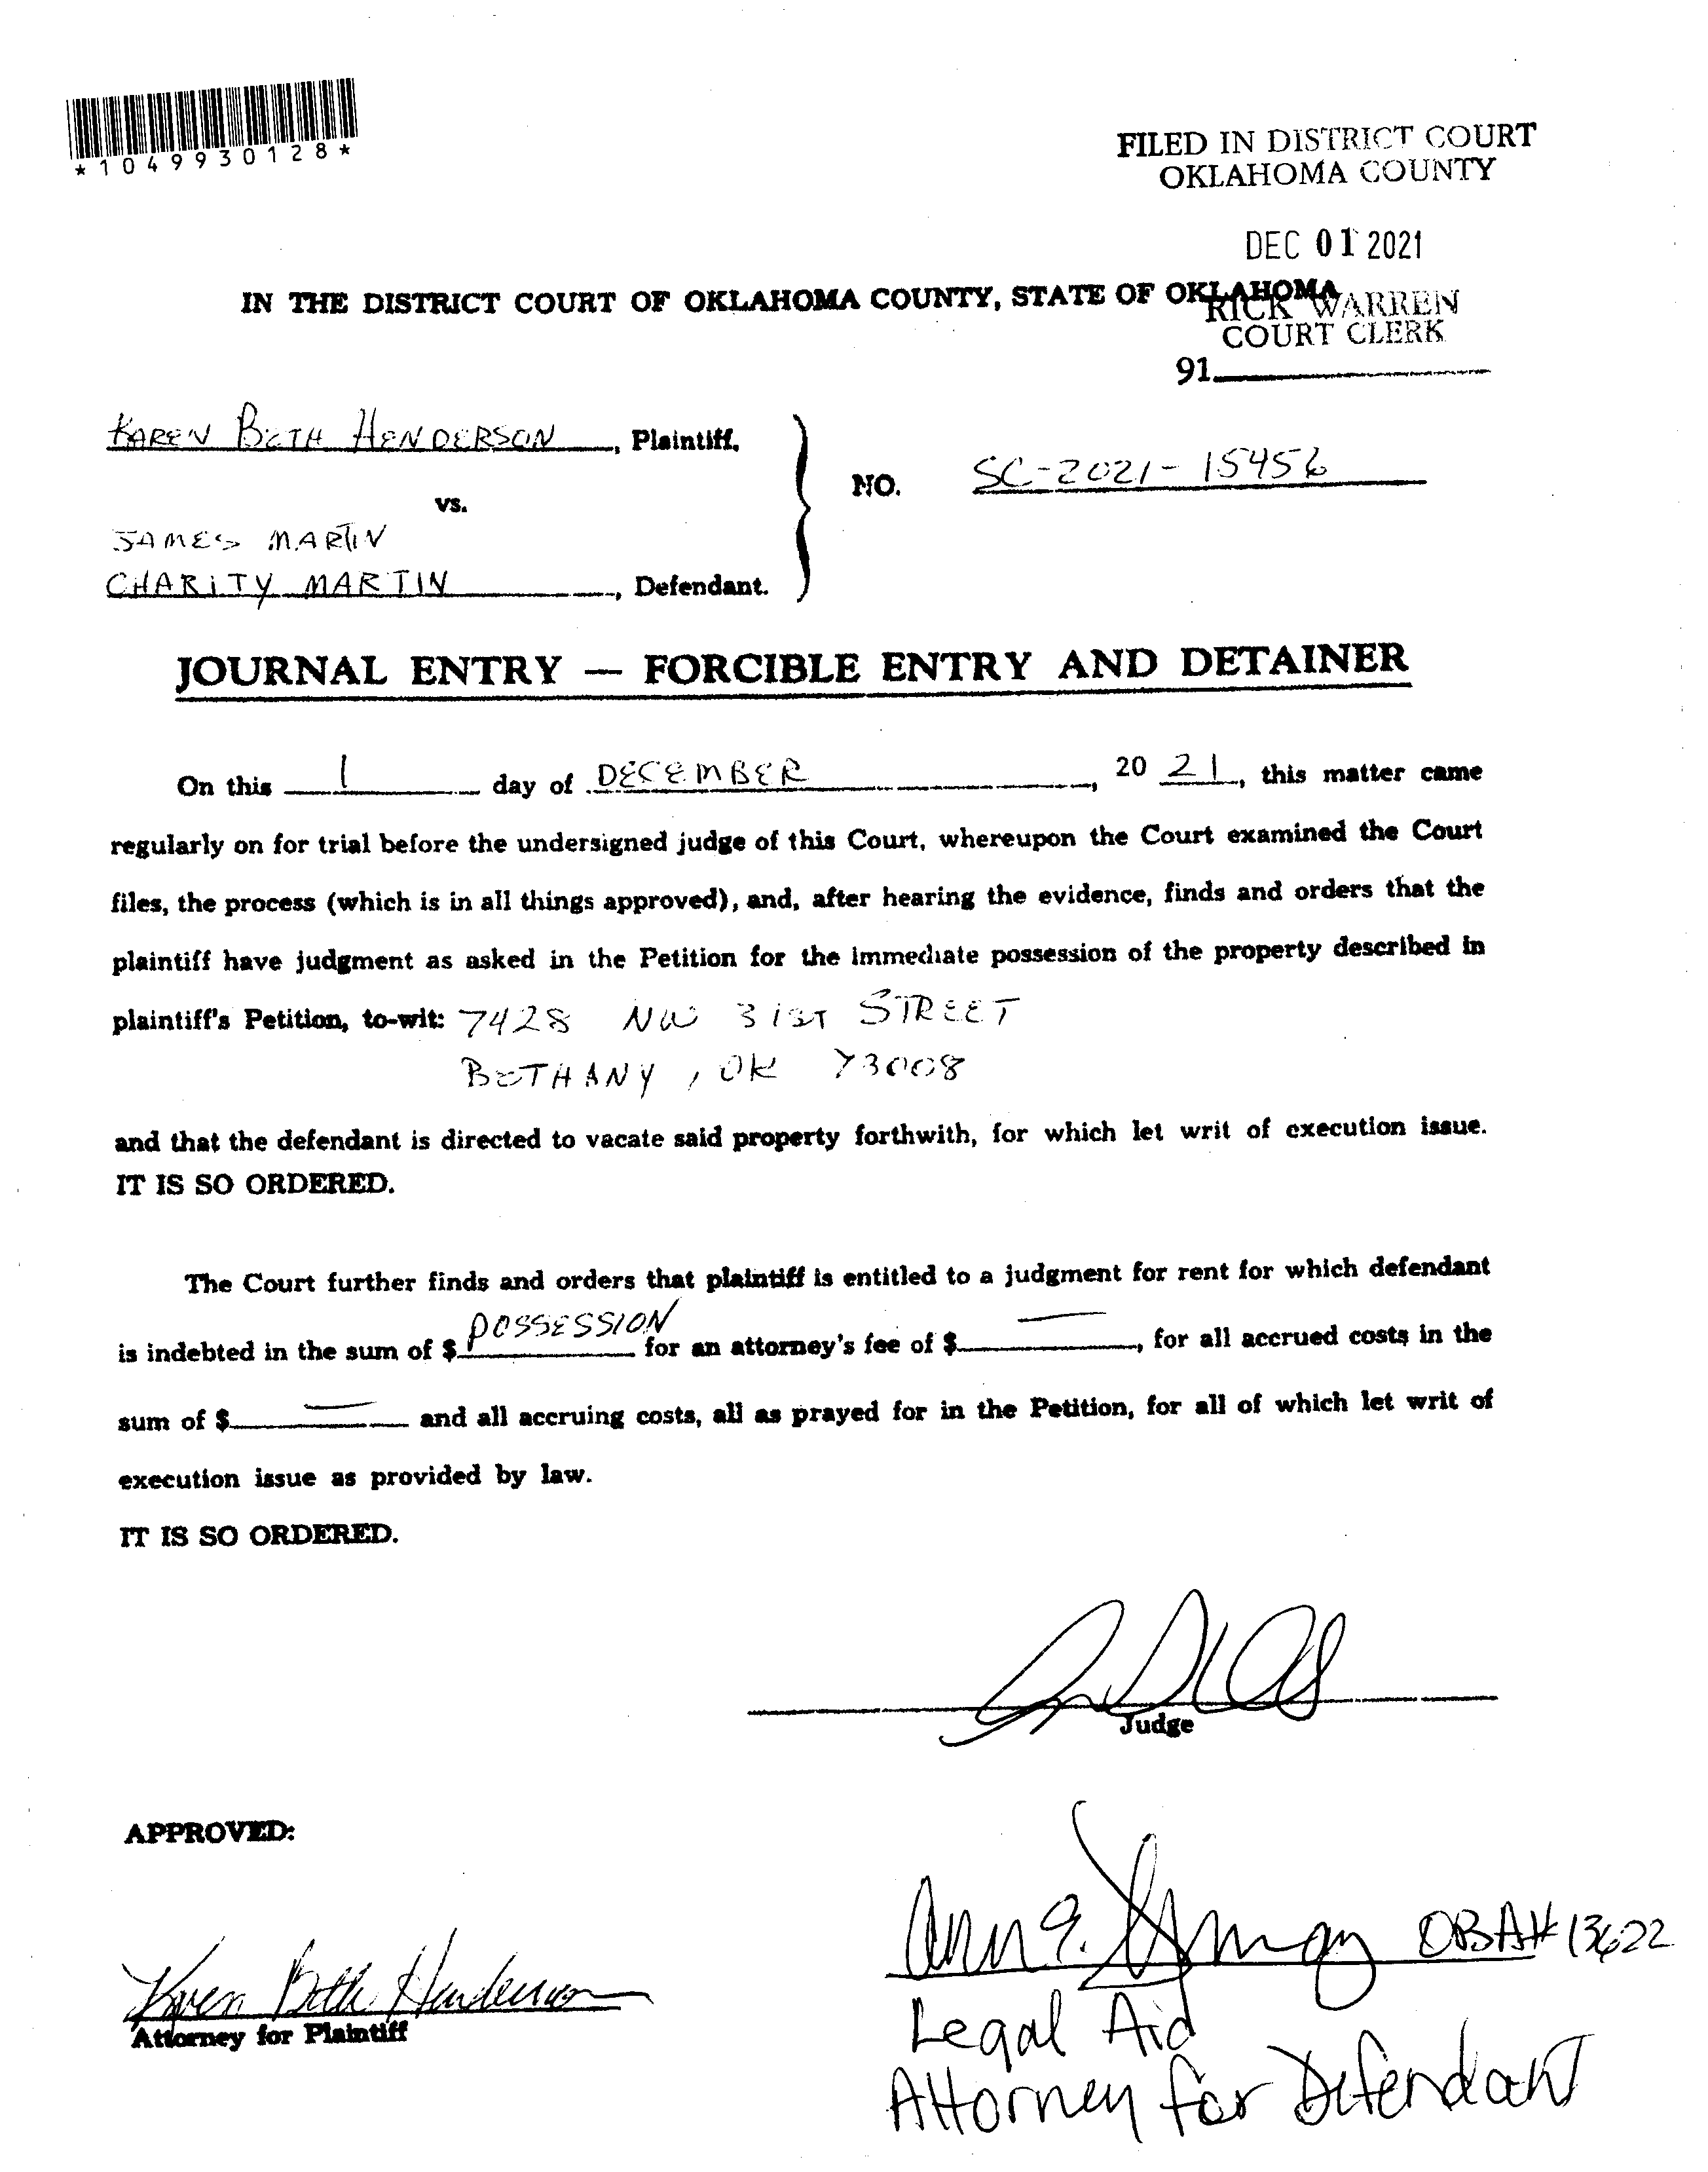 *1049930128*
FILED IN DISTRICT COURT
OKLAHOMA COUNTY
DEC 01 2021
IN THE DISTRICT COURT OF OKLAHOMA COUNTY, STATE OF OKLAHOMA
RICK WARREN
COURT CLERK
91
KAREN BETH HENDERSON, Plaintiff,
vs.
NO. SC-2021-15456
JAMES MARTIN
CHARITY MARTIN, Defendant.
JOURNAL ENTRY — FORCIBLE ENTRY AND DETAINER
On this 1 day of DECEMBER, 20 21, this matter came
regularly on for trial before the undersigned judge of this Court, whereupon the Court examined the Court
files, the process (which is in all things approved), and, after hearing the evidence, finds and orders that the
plaintiff have judgment as asked in the Petition for the immediate possession of the property described in
plaintiff's Petition, to-wit: 7428 NW 31ST STREET
BETHANY, OK 73008
and that the defendant is directed to vacate said property forthwith, for which let writ of execution issue.
IT IS SO ORDERED.
The Court further finds and orders that plaintiff is entitled to a judgment for rent for which defendant
is indebted in the sum of $ POSSESSION for an attorney's fee of $ —, for all accrued costs in the
sum of $ — and all accruing costs, all as prayed for in the Petition, for all of which let writ of
execution issue as provided by law.
IT IS SO ORDERED.
Judge
APPROVED:
Ann E. OBA# 13622
Karen Beth Henderson
Attorney for Plaintiff
Legal Aid
Attorney for Defendant